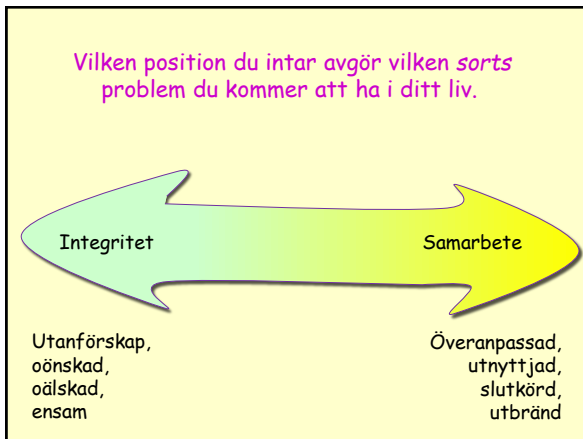 Vilken position du intar avgör vilken sorts
problem du kommer att ha i ditt liv.
Integritet
Samarbete
Utanförskap,
oönskad,
oälskad,
ensam
Överanpassad,
utnyttjad,
slutkörd,
utbränd